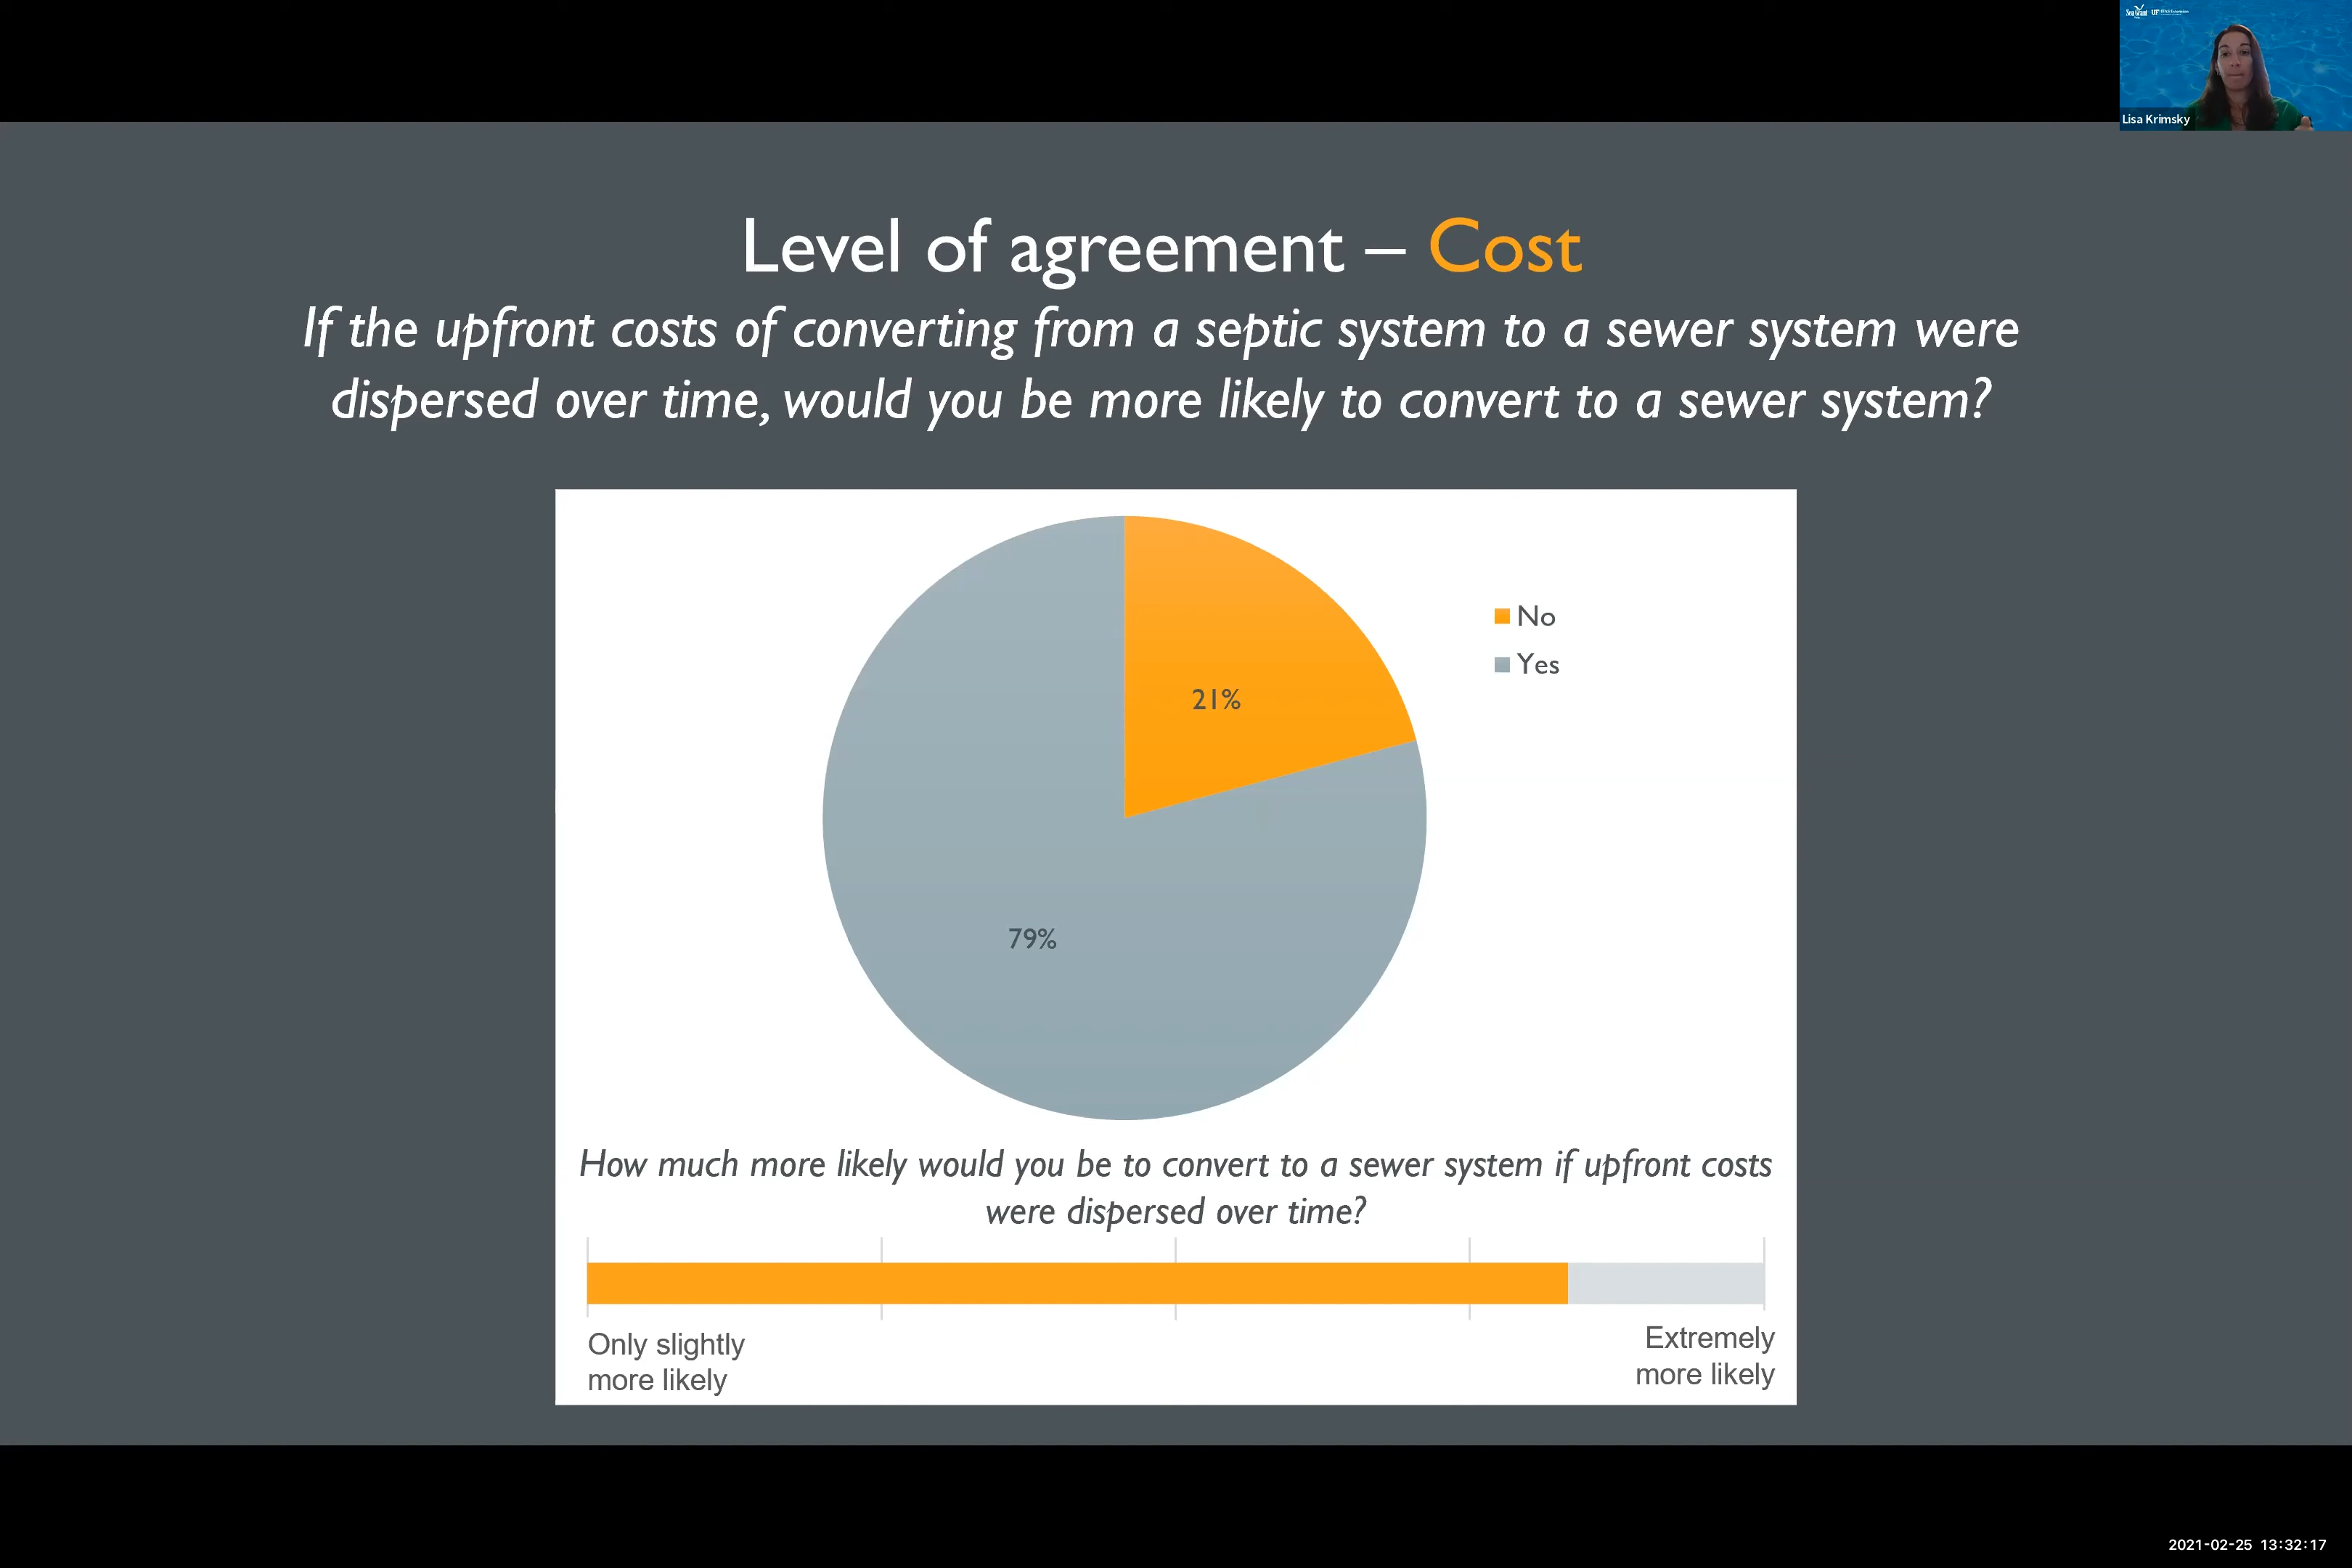 Sea Grant
UF
Lisa Krimsky
Level of agreement – Cost
If the upfront costs of converting from a septic system to a sewer system were
dispersed over time, would you be more likely to convert to a sewer system?
No
Yes
21%
79%
How much more likely would you be to convert to a sewer system if upfront costs
were dispersed over time?
Only slightly
more likely
Extremely
more likely
2021-02-25 13:32:17